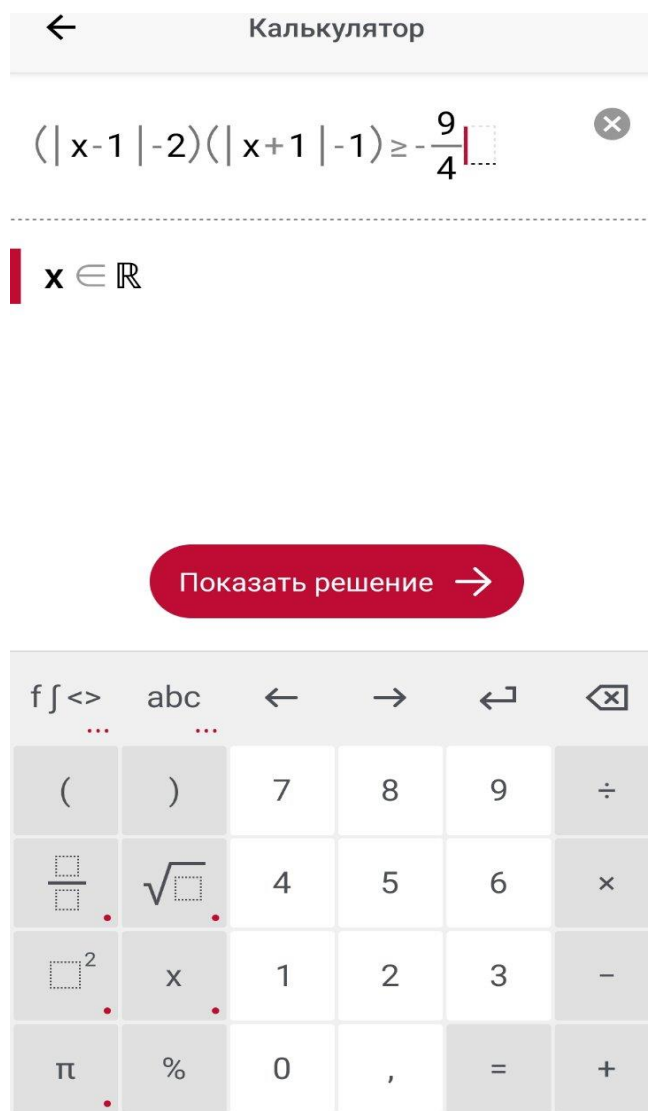 ← Калькулятор
(|x-1|-2)(|x+1|-1)≥-9/4
x ∈ ℝ
Показать решение →
f∫<> abc ← → ↵ ⌫
( ) 7 8 9 ÷
√ 4 5 6 ×
2 x 1 2 3 −
π % 0 , = +